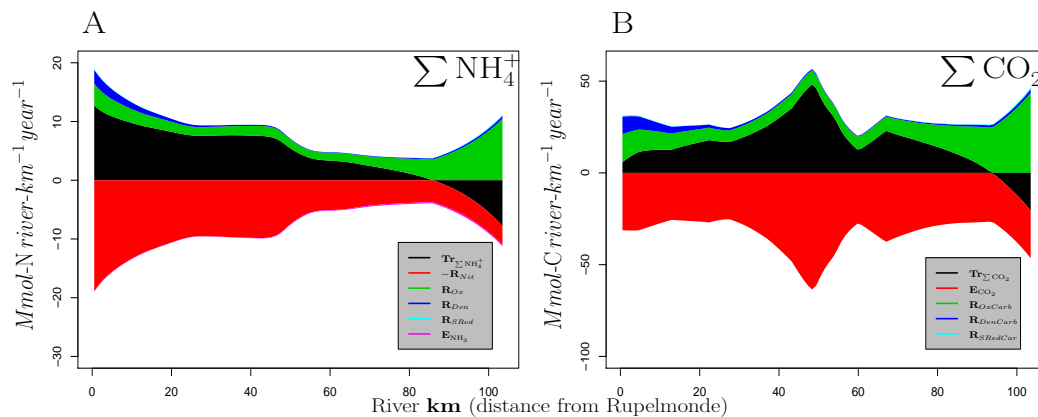 A
∑ NH₄⁺
Mmol-N river-km⁻¹ year⁻¹
20
10
0
−10
−20
−30
0 20 40 60 80 100
Tr∑ NH₄⁺
−R_Nit
R_Ox
R_Den
R_SRed
E_NH₃
B
∑ CO₂
Mmol-C river-km⁻¹ year⁻¹
50
0
−50
−100
0 20 40 60 80 100
Tr∑ CO₂
E_CO₂
R_OxCarb
R_DenCarb
R_SRedCar
River km (distance from Rupelmonde)